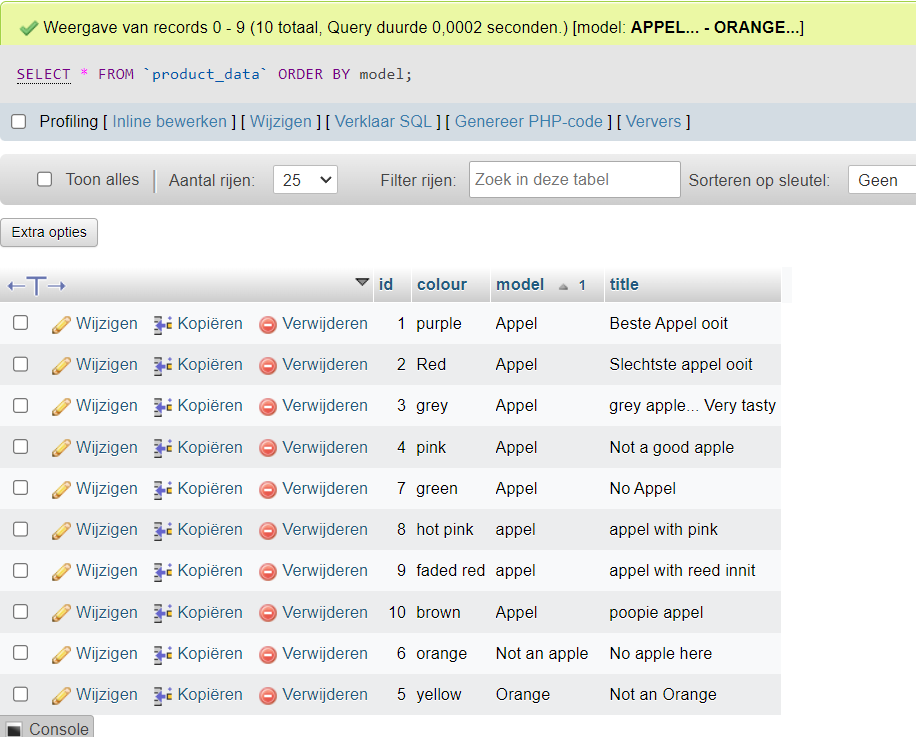 Weergave van records 0 - 9 (10 totaal, Query duurde 0,0002 seconden.) [model: APPEL... - ORANGE...]
SELECT * FROM `product_data` ORDER BY model;
Profiling [ Inline bewerken ] [ Wijzigen ] [ Verklaar SQL ] [ Genereer PHP-code ] [ Ververs ]
Toon alles Aantal rijen: 25 Filter rijen: Zoek in deze tabel Sorteren op sleutel: Geen
Extra opties
←T→ id colour model 1 title
Wijzigen Kopiëren Verwijderen 1 purple Appel Beste Appel ooit
Wijzigen Kopiëren Verwijderen 2 Red Appel Slechtste appel ooit
Wijzigen Kopiëren Verwijderen 3 grey Appel grey apple... Very tasty
Wijzigen Kopiëren Verwijderen 4 pink Appel Not a good apple
Wijzigen Kopiëren Verwijderen 7 green Appel No Appel
Wijzigen Kopiëren Verwijderen 8 hot pink appel appel with pink
Wijzigen Kopiëren Verwijderen 9 faded red appel appel with reed innit
Wijzigen Kopiëren Verwijderen 10 brown Appel poopie appel
Wijzigen Kopiëren Verwijderen 6 orange Not an apple No apple here
Wijzigen Kopiëren Verwijderen 5 yellow Orange Not an Orange
Console